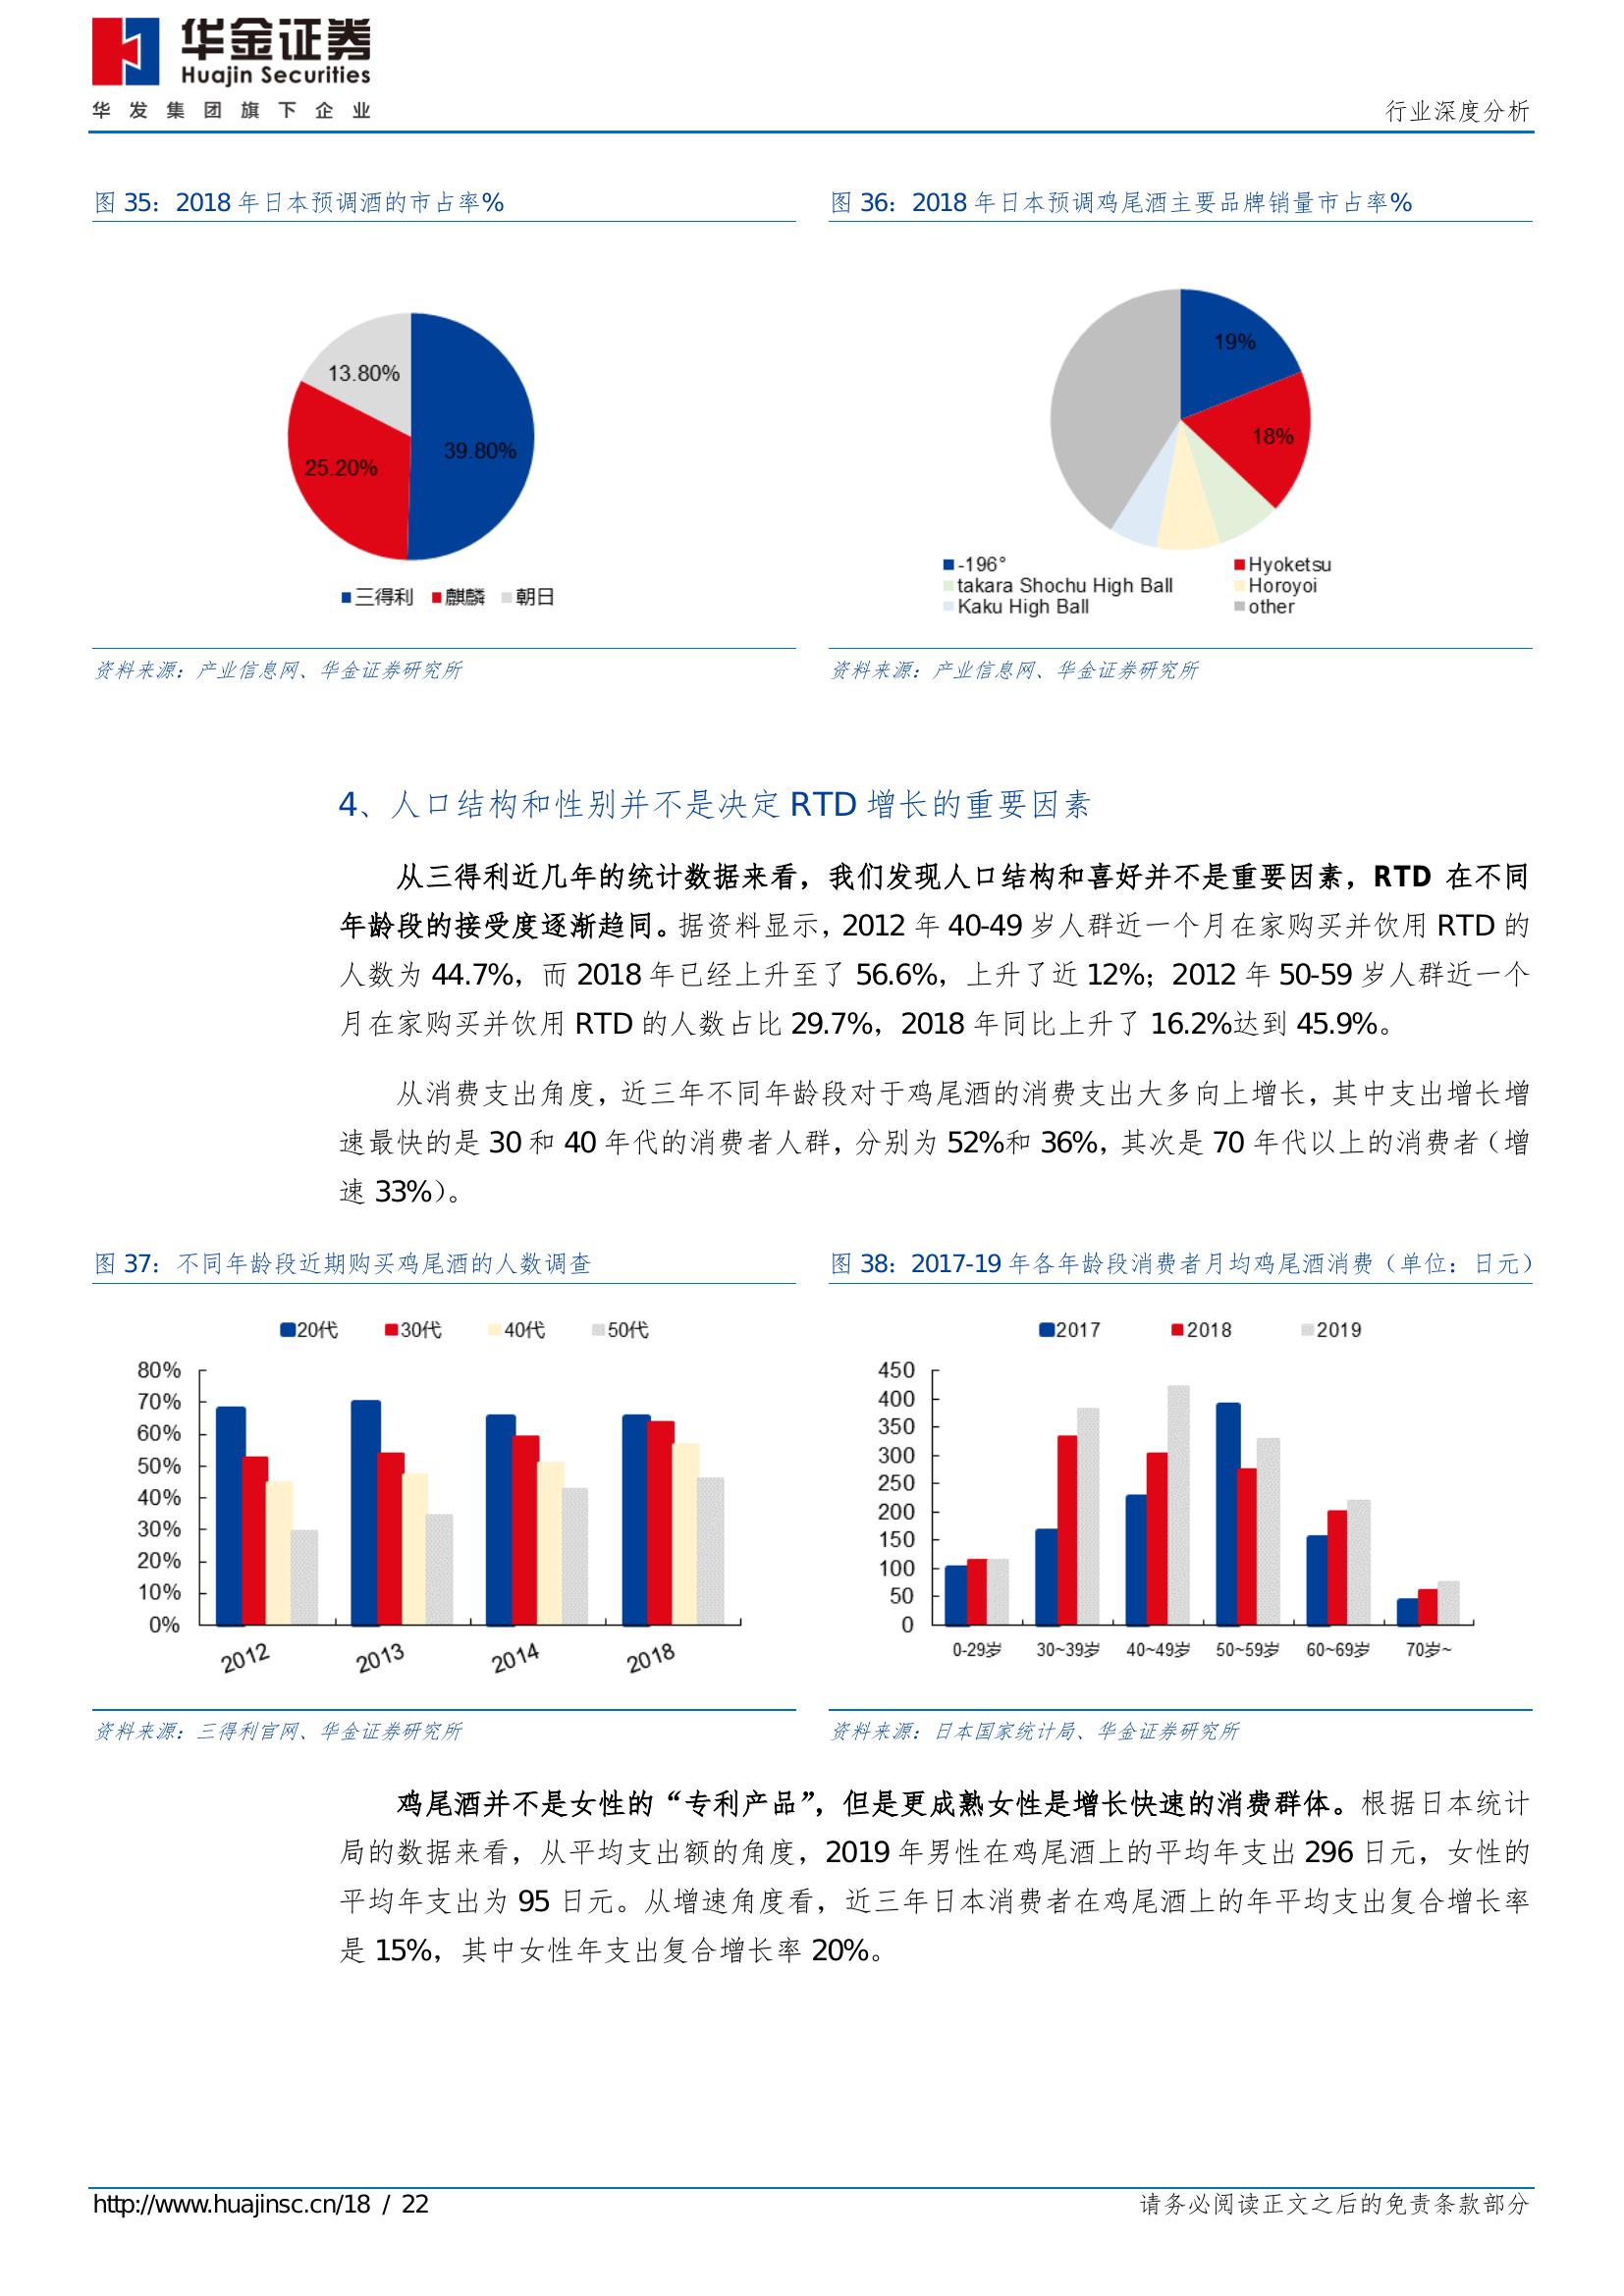 华金证券
Huajin Securities
华发集团旗下企业
行业深度分析
图 35：2018 年日本预调酒的市占率%
图 36：2018 年日本预调鸡尾酒主要品牌销量市占率%
13.80%
39.80%
25.20%
三得利 麒麟 朝日
19%
18%
-196° Hyoketsu
takara Shochu High Ball Horoyoi
Kaku High Ball other
资料来源：产业信息网、华金证券研究所
资料来源：产业信息网、华金证券研究所
4、人口结构和性别并不是决定 RTD 增长的重要因素
从三得利近几年的统计数据来看，我们发现人口结构和喜好并不是重要因素，RTD 在不同
年龄段的接受度逐渐趋同。据资料显示，2012 年 40-49 岁人群近一个月在家购买并饮用 RTD 的
人数为 44.7%，而 2018 年已经上升至了 56.6%，上升了近 12%；2012 年 50-59 岁人群近一个
月在家购买并饮用 RTD 的人数占比 29.7%，2018 年同比上升了 16.2%达到 45.9%。
从消费支出角度，近三年不同年龄段对于鸡尾酒的消费支出大多向上增长，其中支出增长增
速最快的是 30 和 40 年代的消费者人群，分别为 52%和 36%，其次是 70 年代以上的消费者（增
速 33%）。
图 37：不同年龄段近期购买鸡尾酒的人数调查
图 38：2017-19 年各年龄段消费者月均鸡尾酒消费（单位：日元）
20代 30代 40代 50代
80%
70%
60%
50%
40%
30%
20%
10%
0%
2012 2013 2014 2018
2017 2018 2019
450
400
350
300
250
200
150
100
50
0
0-29岁 30~39岁 40~49岁 50~59岁 60~69岁 70岁~
资料来源：三得利官网、华金证券研究所
资料来源：日本国家统计局、华金证券研究所
鸡尾酒并不是女性的“专利产品”，但是更成熟女性是增长快速的消费群体。根据日本统计
局的数据来看，从平均支出额的角度，2019 年男性在鸡尾酒上的平均年支出 296 日元，女性的
平均年支出为 95 日元。从增速角度看，近三年日本消费者在鸡尾酒上的年平均支出复合增长率
是 15%，其中女性年支出复合增长率 20%。
http://www.huajinsc.cn/18 / 22
请务必阅读正文之后的免责条款部分